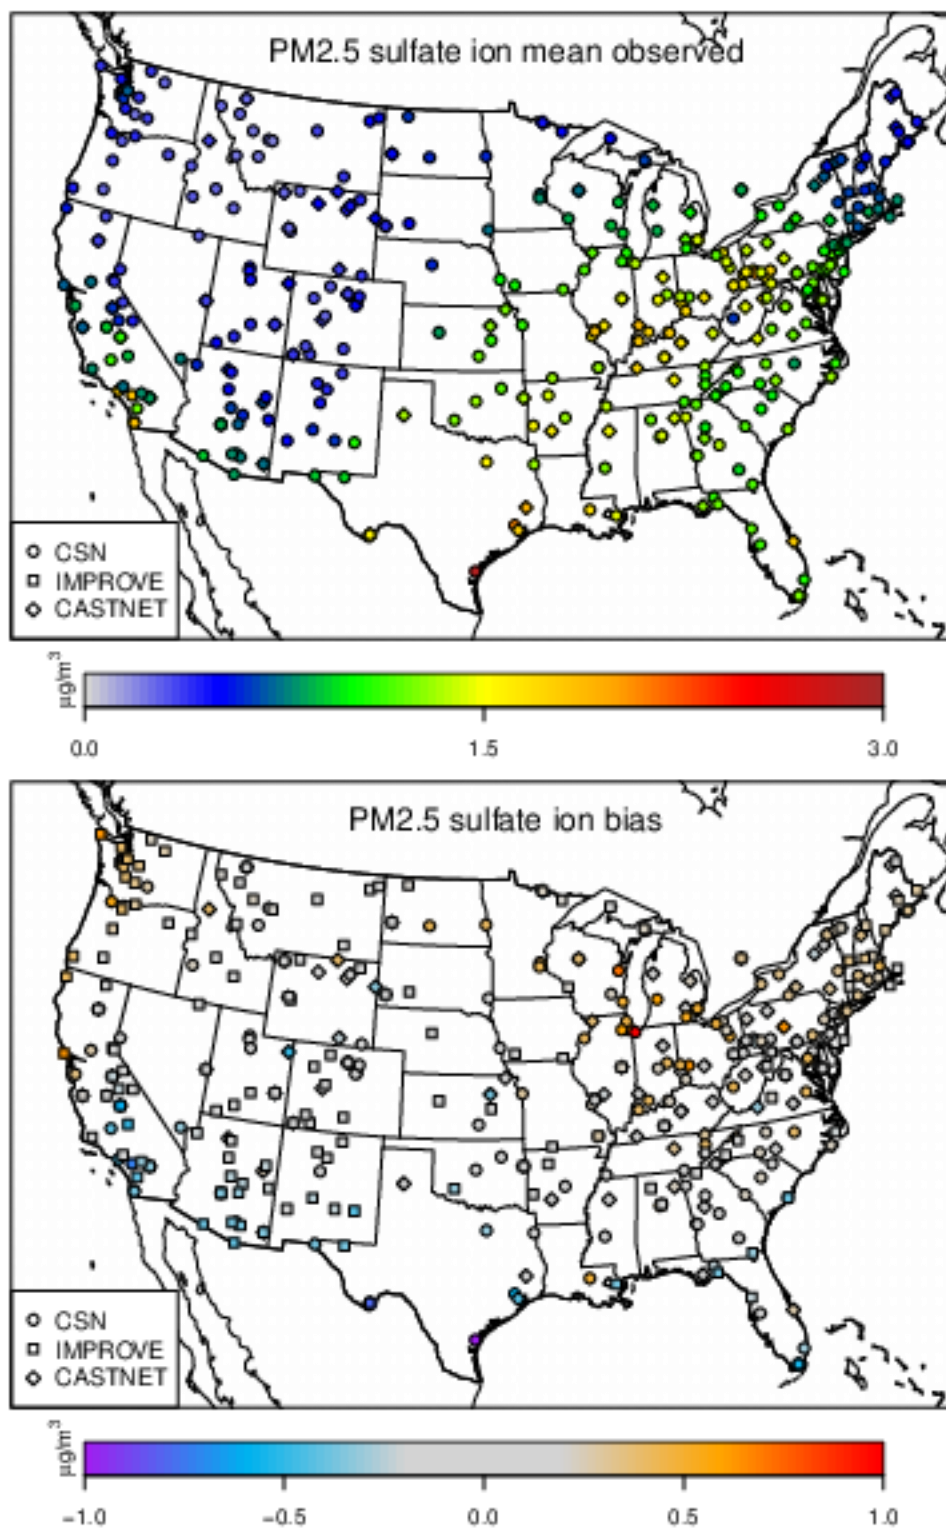 PM2.5 sulfate ion mean observed
CSN
IMPROVE
CASTNET
µg/m³
0.0 1.5 3.0
PM2.5 sulfate ion bias
CSN
IMPROVE
CASTNET
µg/m³
−1.0 −0.5 0.0 0.5 1.0